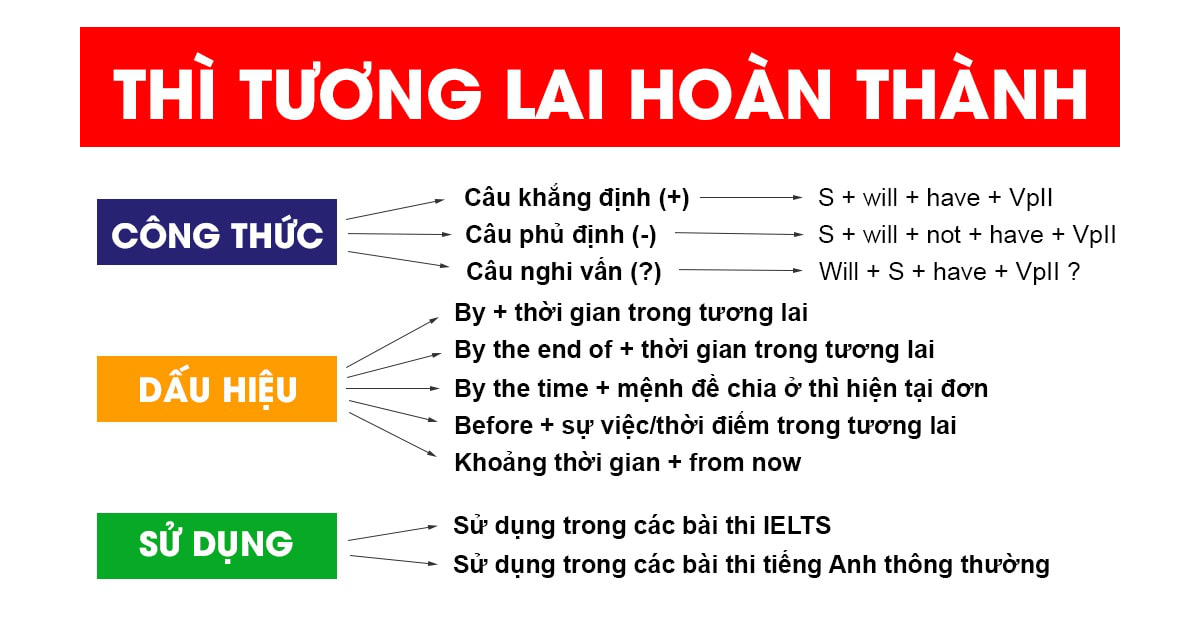 THÌ TƯƠNG LAI HOÀN THÀNH
CÔNG THỨC
Câu khẳng định (+) S + will + have + VpII
Câu phủ định (-) S + will + not + have + VpII
Câu nghi vấn (?) Will + S + have + VpII ?
DẤU HIỆU
By + thời gian trong tương lai
By the end of + thời gian trong tương lai
By the time + mệnh đề chia ở thì hiện tại đơn
Before + sự việc/thời điểm trong tương lai
Khoảng thời gian + from now
SỬ DỤNG
Sử dụng trong các bài thi IELTS
Sử dụng trong các bài thi tiếng Anh thông thường